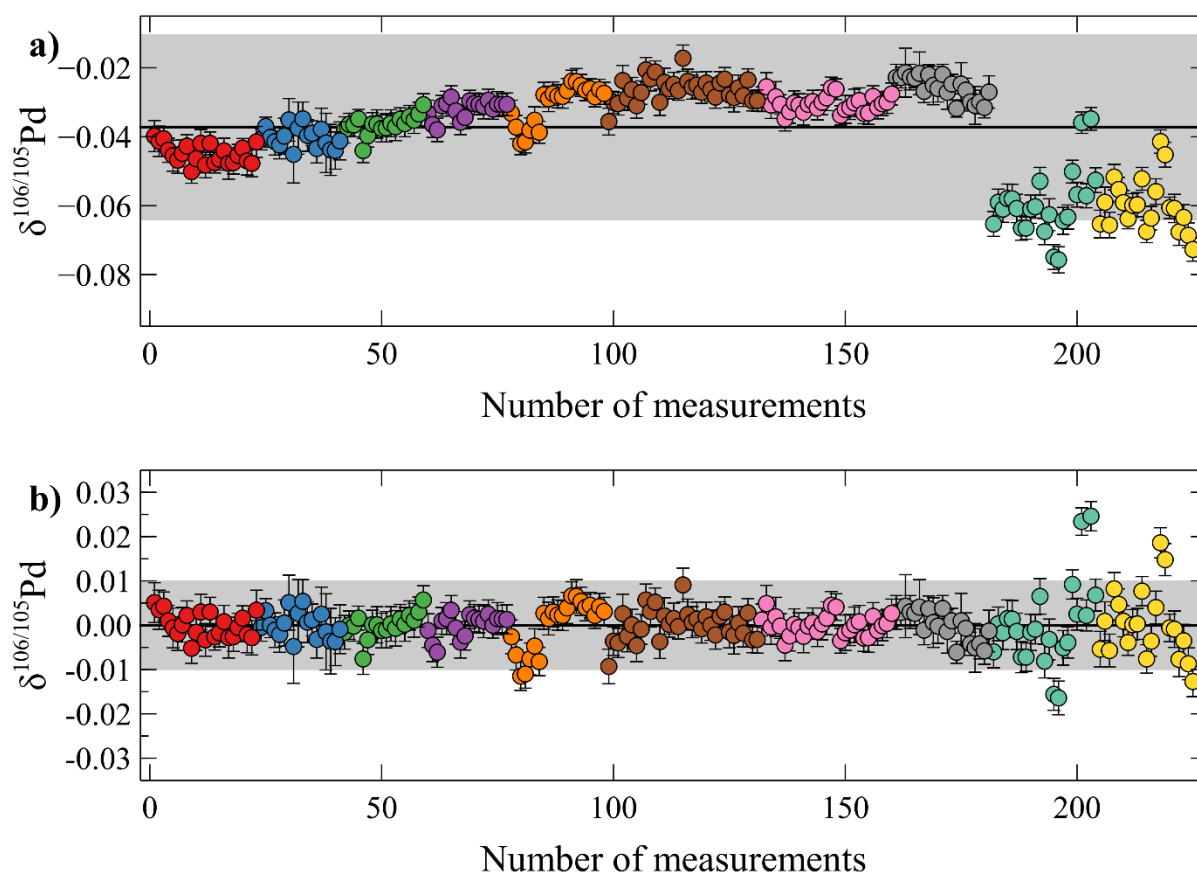 a)
−0.02
−0.04
−0.06
−0.08
δ106/105Pd
0 50 100 150 200
Number of measurements
b)
0.03
0.02
0.01
0.00
-0.01
-0.02
-0.03
δ106/105Pd
0 50 100 150 200
Number of measurements